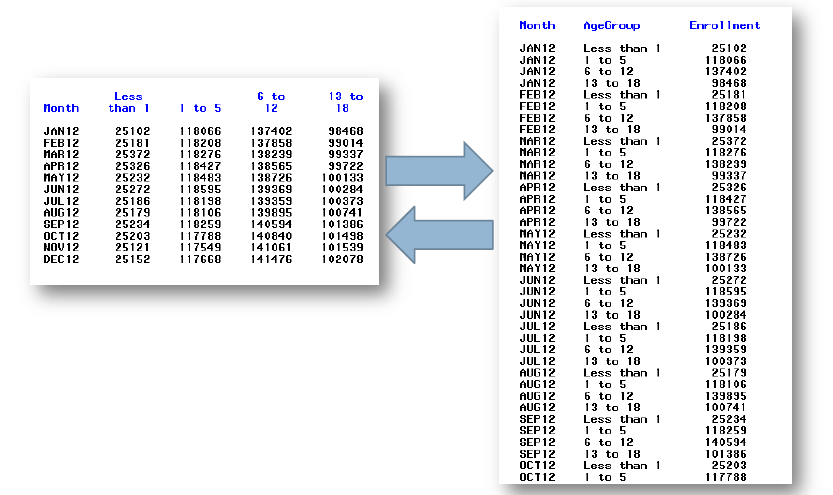 Less 6 to 13 to
Month than 1 1 to 5 12 18
JAN12 25102 118066 137402 98468
FEB12 25181 118208 137858 99014
MAR12 25372 118276 138239 99337
APR12 25326 118427 138565 99722
MAY12 25232 118483 138726 100133
JUN12 25272 118595 139369 100284
JUL12 25186 118198 139359 100373
AUG12 25179 118106 139895 100741
SEP12 25234 118259 140594 101386
OCT12 25203 117788 140840 101498
NOV12 25121 117549 141061 101539
DEC12 25152 117668 141476 102078
Month AgeGroup Enrollment
JAN12 Less than 1 25102
JAN12 1 to 5 118066
JAN12 6 to 12 137402
JAN12 13 to 18 98468
FEB12 Less than 1 25181
FEB12 1 to 5 118208
FEB12 6 to 12 137858
FEB12 13 to 18 99014
MAR12 Less than 1 25372
MAR12 1 to 5 118276
MAR12 6 to 12 138239
MAR12 13 to 18 99337
APR12 Less than 1 25326
APR12 1 to 5 118427
APR12 6 to 12 138565
APR12 13 to 18 99722
MAY12 Less than 1 25232
MAY12 1 to 5 118483
MAY12 6 to 12 138726
MAY12 13 to 18 100133
JUN12 Less than 1 25272
JUN12 1 to 5 118595
JUN12 6 to 12 139369
JUN12 13 to 18 100284
JUL12 Less than 1 25186
JUL12 1 to 5 118198
JUL12 6 to 12 139359
JUL12 13 to 18 100373
AUG12 Less than 1 25179
AUG12 1 to 5 118106
AUG12 6 to 12 139895
AUG12 13 to 18 100741
SEP12 Less than 1 25234
SEP12 1 to 5 118259
SEP12 6 to 12 140594
SEP12 13 to 18 101386
OCT12 Less than 1 25203
OCT12 1 to 5 117788